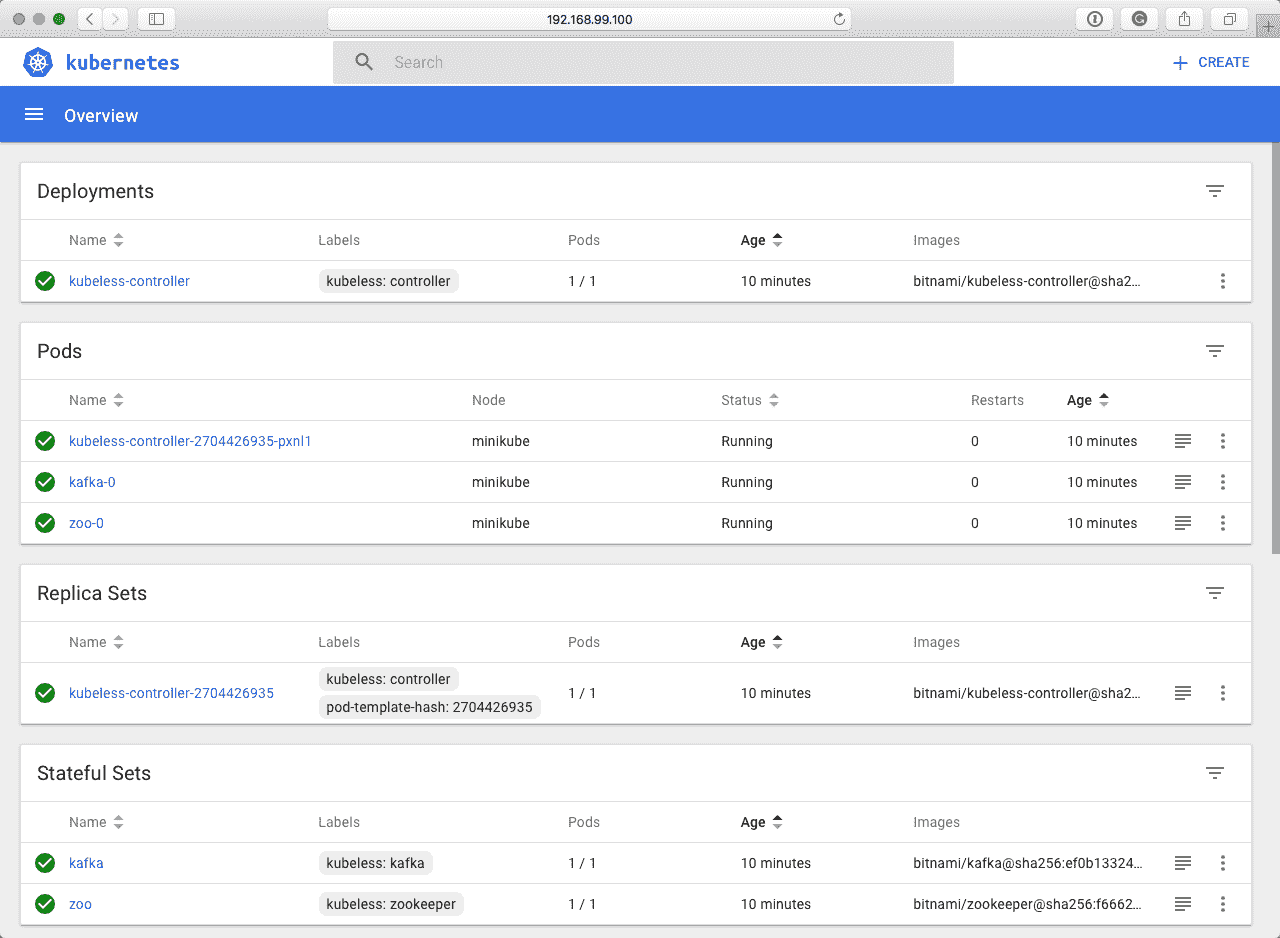 192.168.99.100
kubernetes
Search
CREATE
Overview
Deployments
Name Labels Pods Age Images
kubeless-controller kubeless: controller 1 / 1 10 minutes bitnami/kubeless-controller@sha2...
Pods
Name Node Status Restarts Age
kubeless-controller-2704426935-pxnl1 minikube Running 0 10 minutes
kafka-0 minikube Running 0 10 minutes
zoo-0 minikube Running 0 10 minutes
Replica Sets
Name Labels Pods Age Images
kubeless-controller-2704426935 kubeless: controller 1 / 1 10 minutes bitnami/kubeless-controller@sha2...
pod-template-hash: 2704426935
Stateful Sets
Name Labels Pods Age Images
kafka kubeless: kafka 1 / 1 10 minutes bitnami/kafka@sha256:ef0b13324...
zoo kubeless: zookeeper 1 / 1 10 minutes bitnami/zookeeper@sha256:f6662...